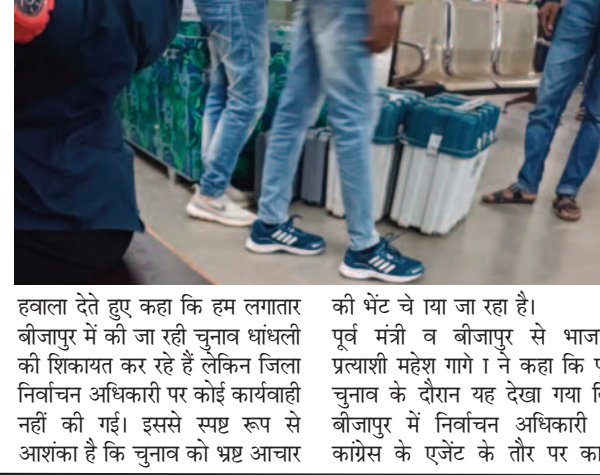 हवाला देते हुए कहा कि हम लगातार
बीजापुर में की जा रही चुनाव धांधली
की शिकायत कर रहे हैं लेकिन जिला
निर्वाचन अधिकारी पर कोई कार्यवाही
नहीं की गई। इससे स्पष्ट रूप से
आशंका है कि चुनाव को भ्रष्ट आचार
की भेंट चे ाया जा रहा है।
पूर्व मंत्री व बीजापुर से भाज
प्रत्याशी महेश गागे ा ने कहा कि
चुनाव के दौरान यह देखा गया
बीजापुर में निर्वाचन अधिकारी
कांग्रेस के एजेंट के तौर पर का